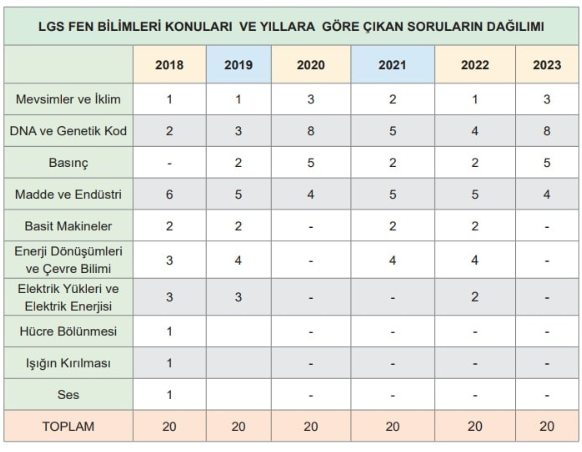 LGS FEN BİLİMLERİ KONULARI VE YILLARA GÖRE ÇIKAN SORULARIN DAĞILIMI
2018 2019 2020 2021 2022 2023
Mevsimler ve İklim 1 1 3 2 1 3
DNA ve Genetik Kod 2 3 8 5 4 8
Basınç - 2 5 2 2 5
Madde ve Endüstri 6 5 4 5 5 4
Basit Makineler 2 2 - 2 2 -
Enerji Dönüşümleri
ve Çevre Bilimi 3 4 - 4 4 -
Elektrik Yükleri ve
Elektrik Enerjisi 3 3 - - 2 -
Hücre Bölünmesi 1 - - - -
Işığın Kırılması 1 - - - -
Ses 1 - - - -
TOPLAM 20 20 20 20 20 20